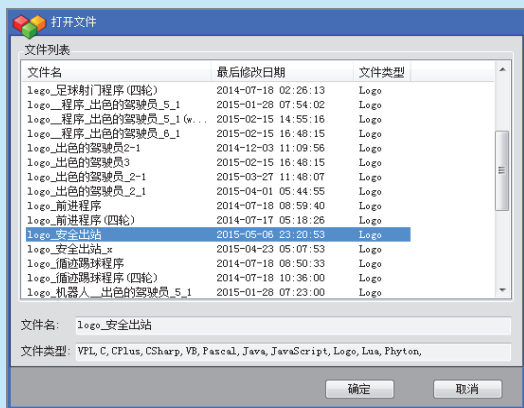 打开文件
文件列表
文件名 最后修改日期 文件类型
lego_足球射门程序(四轮) 2014-07-18 02:26:13 Logo
logo__程序_出色的驾驶员_5_1 2015-01-28 07:54:02 Logo
logo__程序_出色的驾驶员_5_1(w... 2015-02-15 14:55:16 Logo
logo__程序_出色的驾驶员_6_1 2015-02-15 16:48:15 Logo
logo_出色的驾驶员2-1 2014-12-03 11:09:56 Logo
logo_出色的驾驶员3 2015-02-15 16:48:15 Logo
logo_出色的驾驶员_2-1 2015-03-27 11:48:07 Logo
logo_出色的驾驶员_2_1 2015-04-01 05:44:55 Logo
logo_前进程序 2014-07-18 08:59:40 Logo
logo_前进程序(四轮) 2014-07-17 05:18:26 Logo
logo_安全出站 2015-05-06 23:20:53 Logo
logo_安全出站_x 2015-04-23 05:07:53 Logo
logo_循迹踢球程序 2014-07-18 08:50:33 Logo
logo_循迹踢球程序(四轮) 2014-07-18 10:36:00 Logo
logo_机器人__出色的驾驶员_5_1 2015-01-28 07:23:00 Logo
文件名: logo_安全出站
文件类型: VPL,C,CPlus,CSharp,VB,Pascal,Java,JavaScript,Logo,Lua,Phyton,
确定 取消